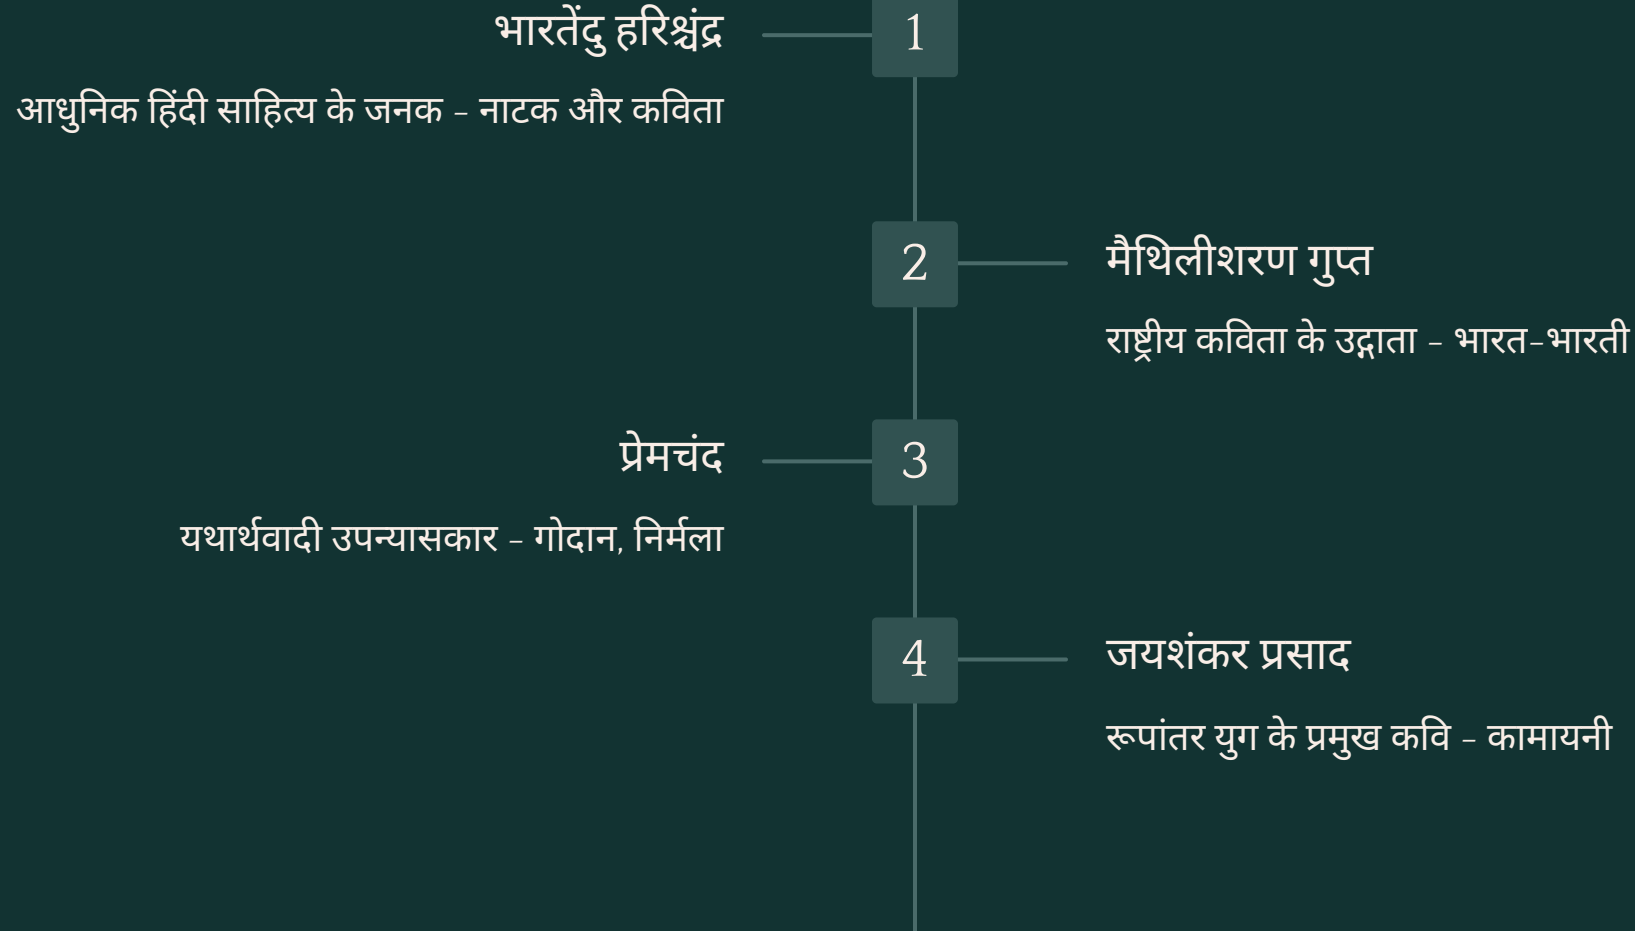 भारतेंदु हरिश्चंद्र
1
आधुनिक हिंदी साहित्य के जनक – नाटक और कविता
2
मैथिलीशरण गुप्त
राष्ट्रीय कविता के उद्गाता – भारत-भारती
प्रेमचंद
3
यथार्थवादी उपन्यासकार – गोदान, निर्मला
4
जयशंकर प्रसाद
रूपांतर युग के प्रमुख कवि – कामायनी